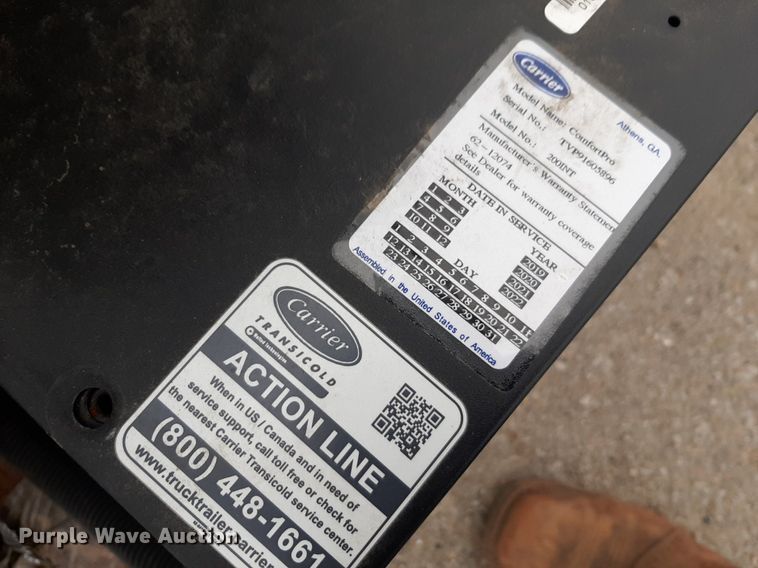 Carrier
Athens, GA.
Model Name: ComfortPro
Serial No.: TVP91605896
Model No.: 200INT
Manufacturer's Warranty Statement
62-12074
See Dealer for warranty coverage
details
DATE IN SERVICE
MONTH YEAR
1 2 3 2019
4 5 6 2020
7 8 9 2021
10 11 12 2022
DAY
1 2 3 4 5 6 7 8 9 10 11
12 13 14 15 16 17 18 19 20 21 22
23 24 25 26 27 28 29 30 31
Assembled in the United States of America
Carrier
TRANSICOLD
United Technologies
ACTION LINE
When in US / Canada and in need of
service support, call toll free or check for
the nearest Carrier Transicold service center.
(800) 448-1661
www.trucktrailer.carrier
Purple Wave Auction